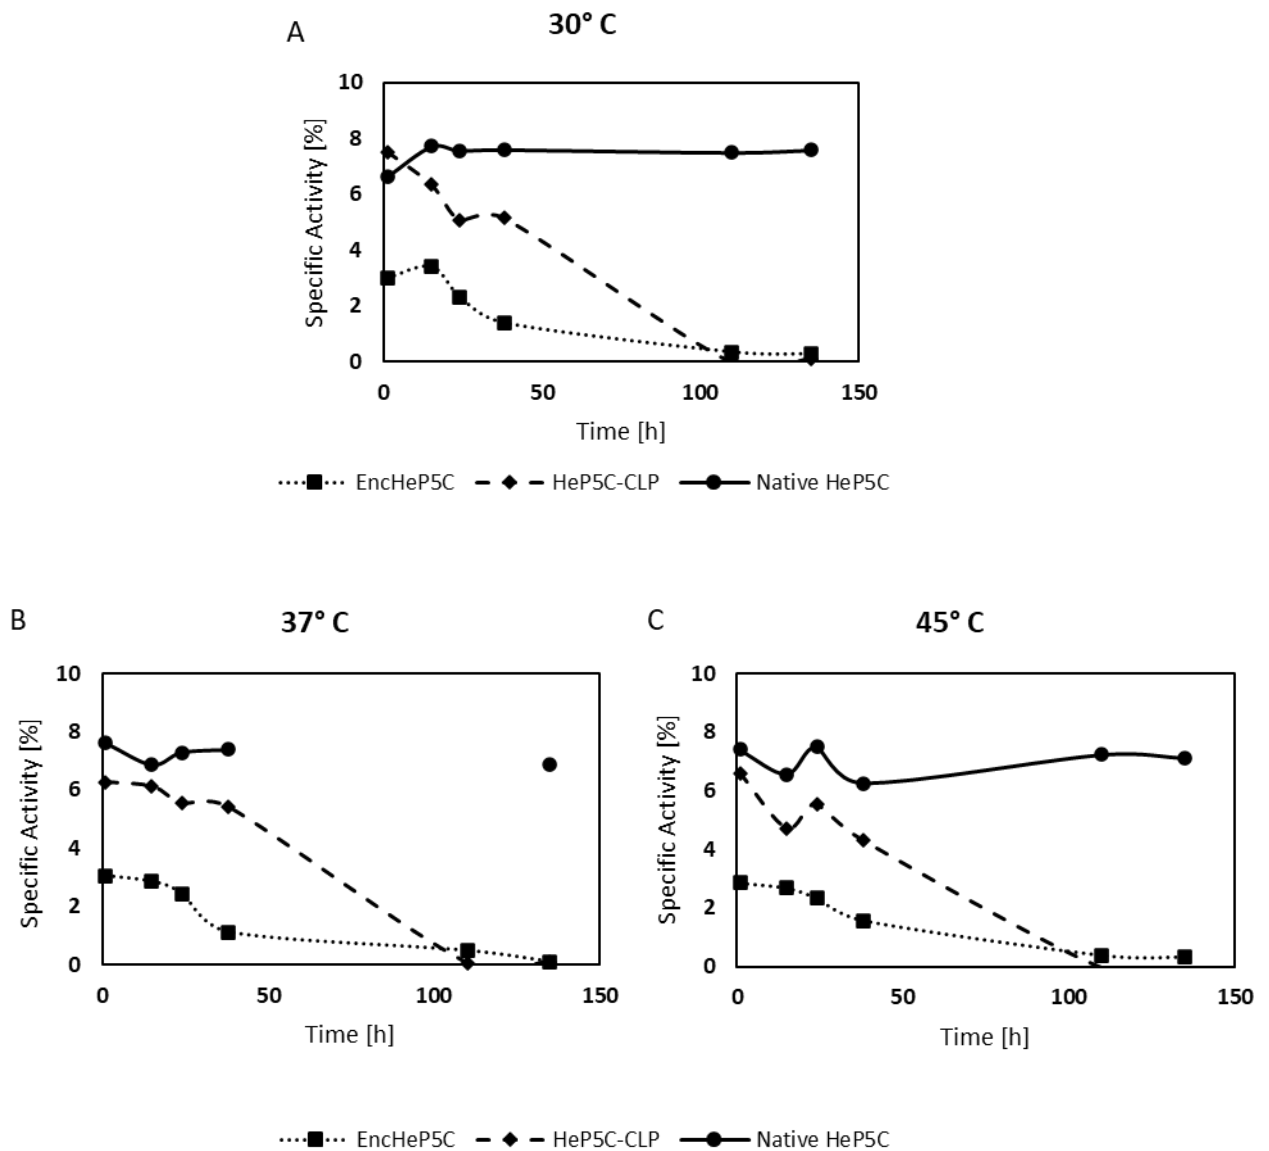 A
30° C
Specific Activity [%]
10
8
6
4
2
0
0 50 100 150
Time [h]
EncHeP5C HeP5C-CLP Native HeP5C
B
37° C
Specific Activity [%]
10
8
6
4
2
0
0 50 100 150
Time [h]
C
45° C
Specific Activity [%]
10
8
6
4
2
0
0 50 100 150
Time [h]
EncHeP5C HeP5C-CLP Native HeP5C